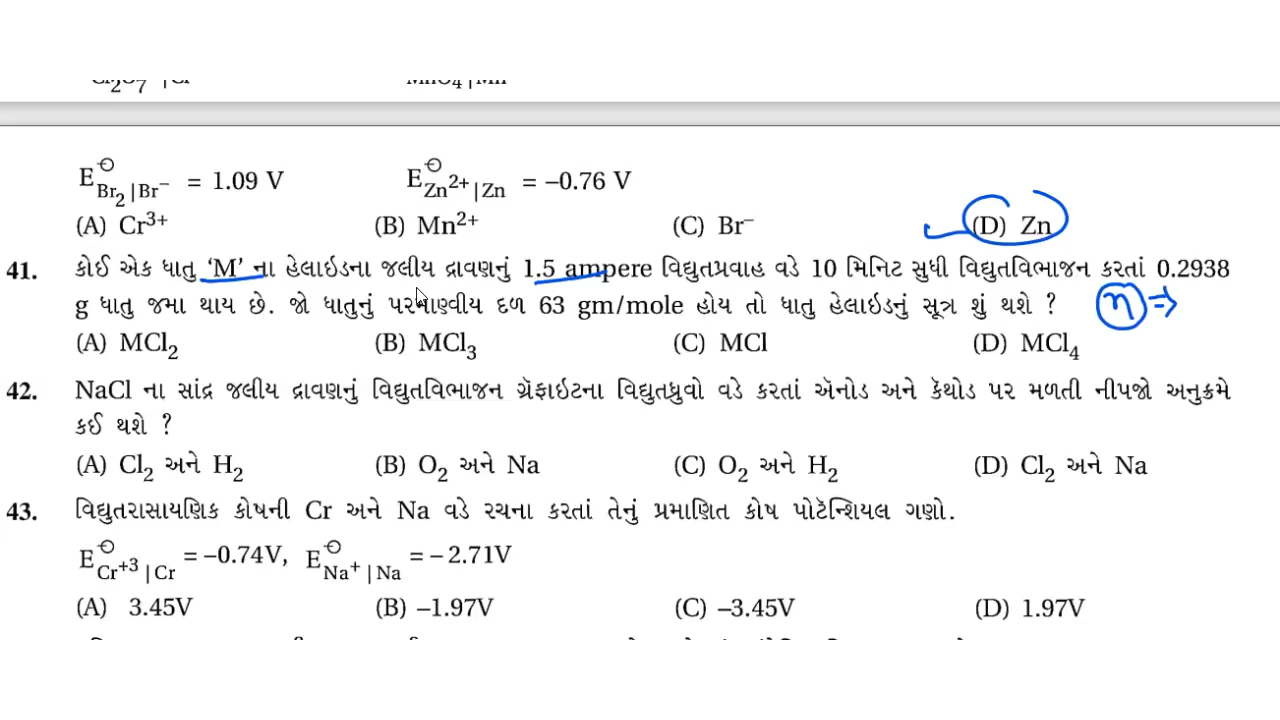 E⊖Br2|Br− = 1.09 V E⊖Zn2+|Zn = −0.76 V
(A) Cr3+ (B) Mn2+ (C) Br− (D) Zn
41. કોઈ એક ધાતુ ‘M’ ના હેલાઇડના જલીય દ્રાવણનું 1.5 ampere વિદ્યુતપ્રવાહ વડે 10 મિનિટ સુધી વિદ્યુતવિભાજન કરતાં 0.2938
g ધાતુ જમા થાય છે. જો ધાતુનું પરમાણ્વીય દળ 63 gm/mole હોય તો ધાતુ હેલાઇડનું સૂત્ર શું થશે ? n ⇒
(A) MCl2 (B) MCl3 (C) MCl (D) MCl4
42. NaCl ના સાંદ્ર જલીય દ્રાવણનું વિદ્યુતવિભાજન ગ્રૅફાઇટના વિદ્યુતધ્રુવો વડે કરતાં ઍનોડ અને કૅથોડ પર મળતી નીપજો અનુક્રમે
કઈ થશે ?
(A) Cl2 અને H2 (B) O2 અને Na (C) O2 અને H2 (D) Cl2 અને Na
43. વિદ્યુતરાસાયણિક કોષની Cr અને Na વડે રચના કરતાં તેનું પ્રમાણિત કોષ પોટૅન્શિયલ ગણો.
E⊖Cr+3|Cr = −0.74V, E⊖Na+|Na = − 2.71V
(A) 3.45V (B) −1.97V (C) −3.45V (D) 1.97V